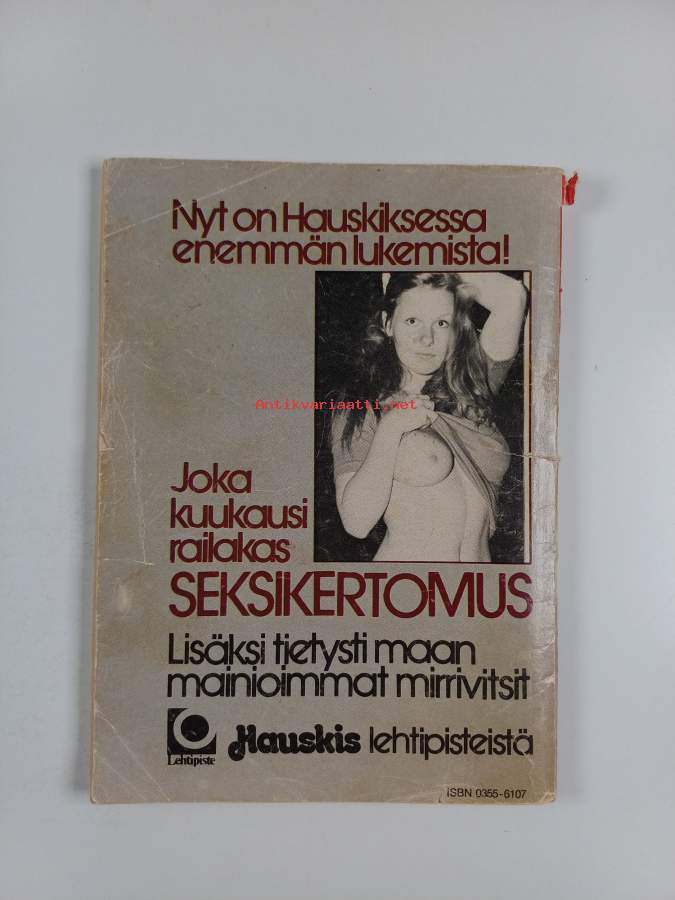 Nyt on Hauskiksessa
enemmän lukemista!
Antikvariaatti.net
Joka
kuukausi
railakas
SEKSIKERTOMUS
Lisäksi tietysti maan
mainioimmat mirrivitsit
Lehtipiste
Hauskis lehtipisteistä
ISBN 0355-6107